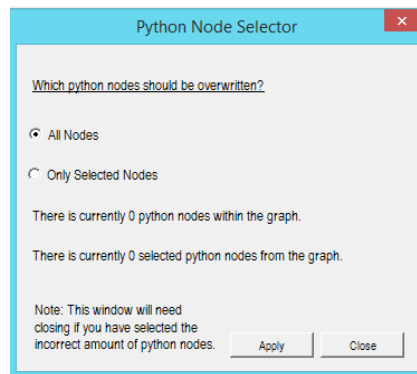 Python Node Selector
Which python nodes should be overwritten?
All Nodes
Only Selected Nodes
There is currently 0 python nodes within the graph.
There is currently 0 selected python nodes from the graph.
Note: This window will need
closing if you have selected the
incorrect amount of python nodes.
Apply
Close